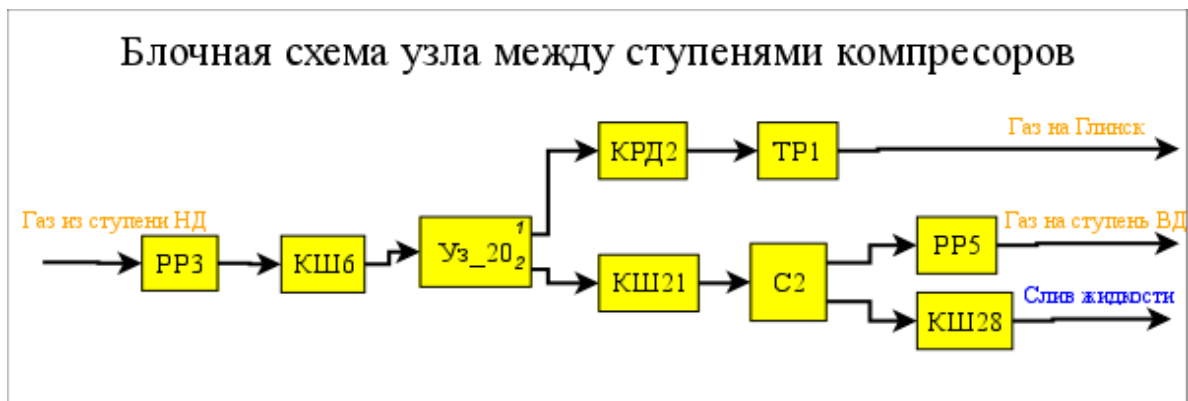 Блочная схема узла между ступенями компресоров
Газ на Глинск
КРД2
ТР1
Газ из ступени НД
Газ на ступень ВД
РР3
КШ6
Уз_20
1
2
КШ21
С2
РР5
Слив жидкости
КШ28